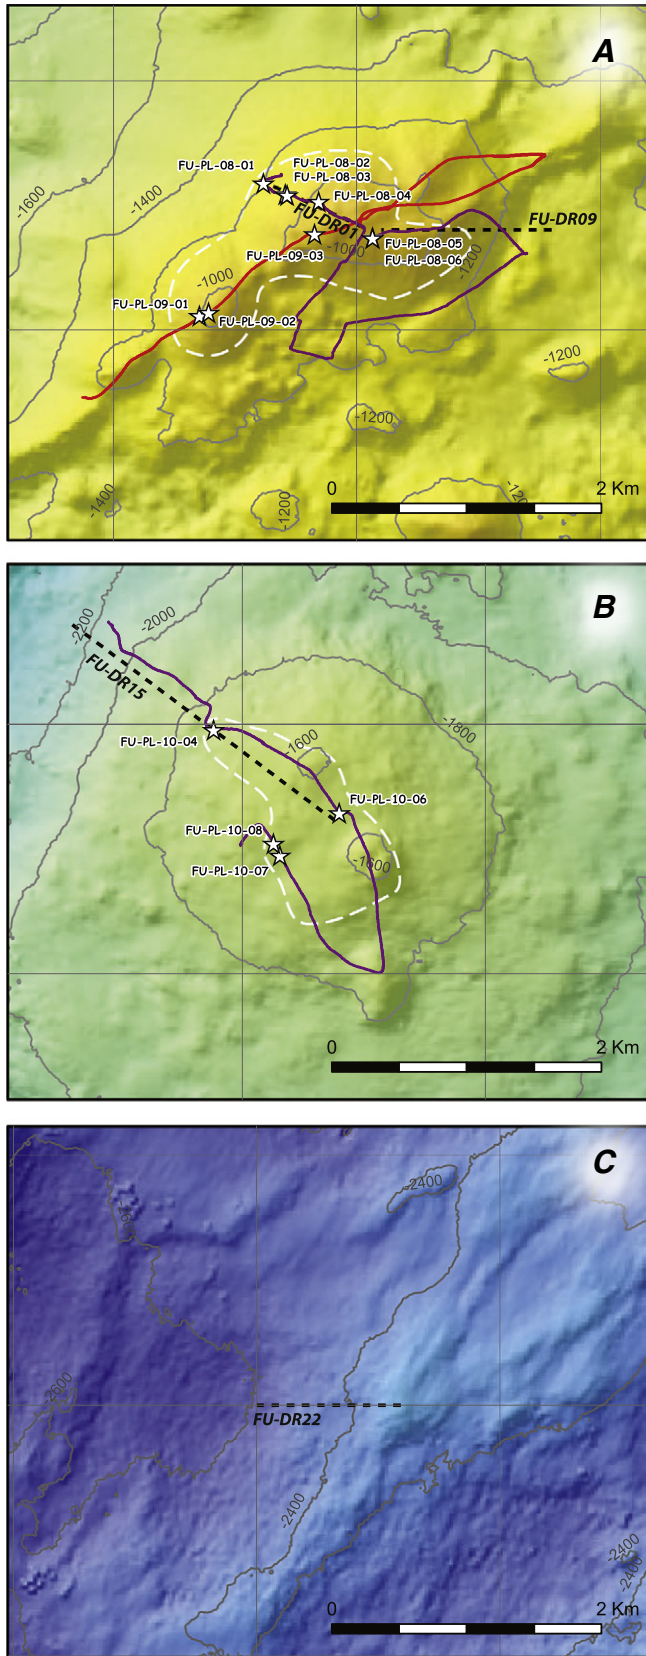 A
FU-PL-08-01
FU-PL-08-02
FU-PL-08-03
FU-PL-08-04
-1600
-1400
FU-DR01
FU-DR09
-1000
FU-PL-08-05
FU-PL-09-03
FU-PL-08-06
-1200
-1000
FU-PL-09-01
FU-PL-09-02
-1200
-1200
-1400
-1200
0
2 Km
B
-2200
-2000
FU-DR15
-1800
FU-PL-10-04
-1600
FU-PL-10-06
FU-PL-10-08
-1600
FU-PL-10-07
0
2 Km
C
-2400
-2600
FU-DR22
-2400
-2400
-2400
0
2 Km